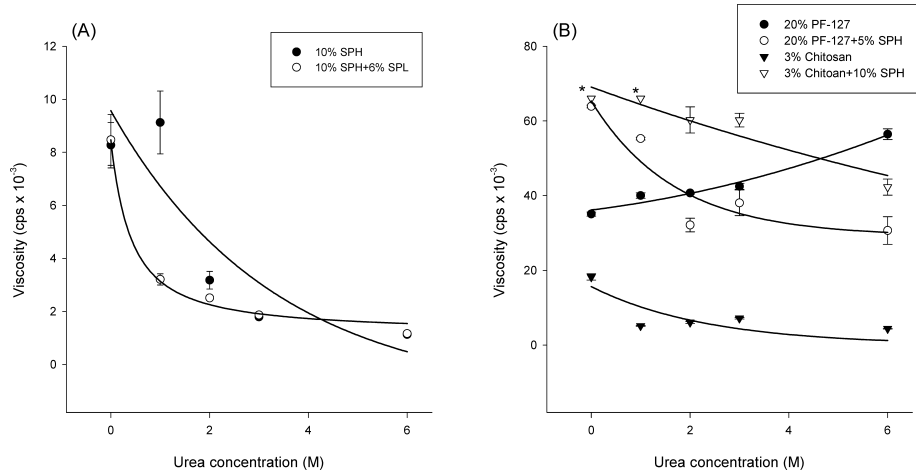 (A)
10% SPH
10% SPH+6% SPL
Viscosity (cps x 10⁻³)
12
10
8
6
4
2
0
0 2 4 6
Urea concentration (M)
(B)
20% PF-127
20% PF-127+5% SPH
3% Chitosan
3% Chitoan+10% SPH
Viscosity (cps x 10⁻³)
80
60
40
20
0
* *
0 2 4 6
Urea concentration (M)